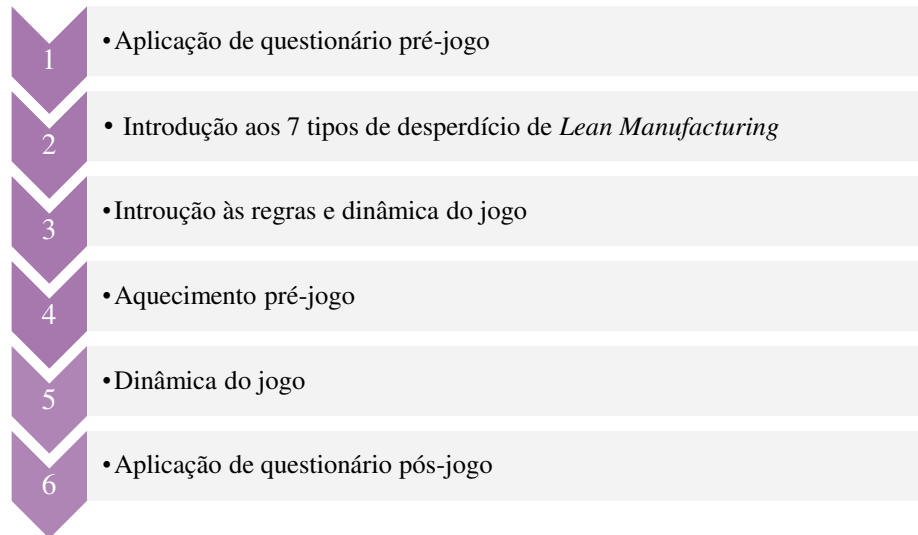 1
•Aplicação de questionário pré-jogo
2
• Introdução aos 7 tipos de desperdício de Lean Manufacturing
3
•Introução às regras e dinâmica do jogo
4
•Aquecimento pré-jogo
5
•Dinâmica do jogo
6
•Aplicação de questionário pós-jogo